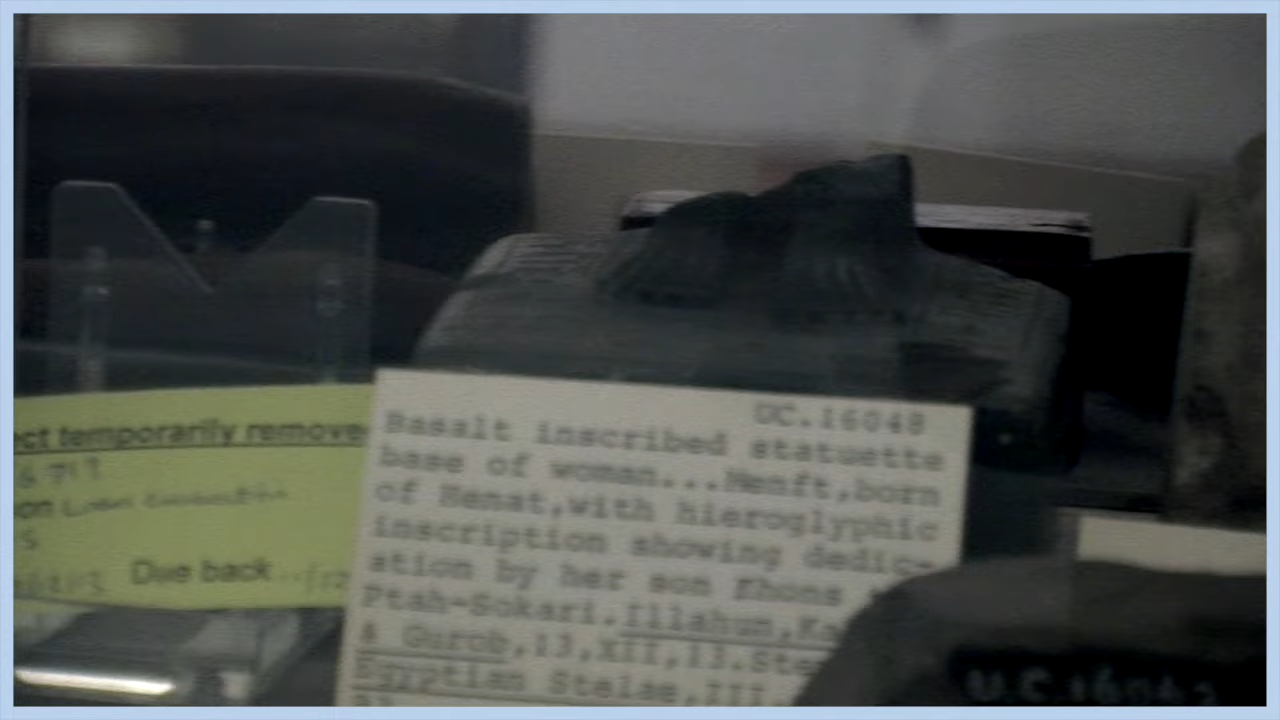 ect temporarily remove
Due back
UC.16048
Basalt inscribed statuette
base of woman...Nenft,born
of Henat,with hieroglyphic
inscription showing dedic-
ation by her son Khons
Ptah-Sokari.Illahun,Ka
& Gurob,13,XII,13.Ste
Egyptian Stelae,III